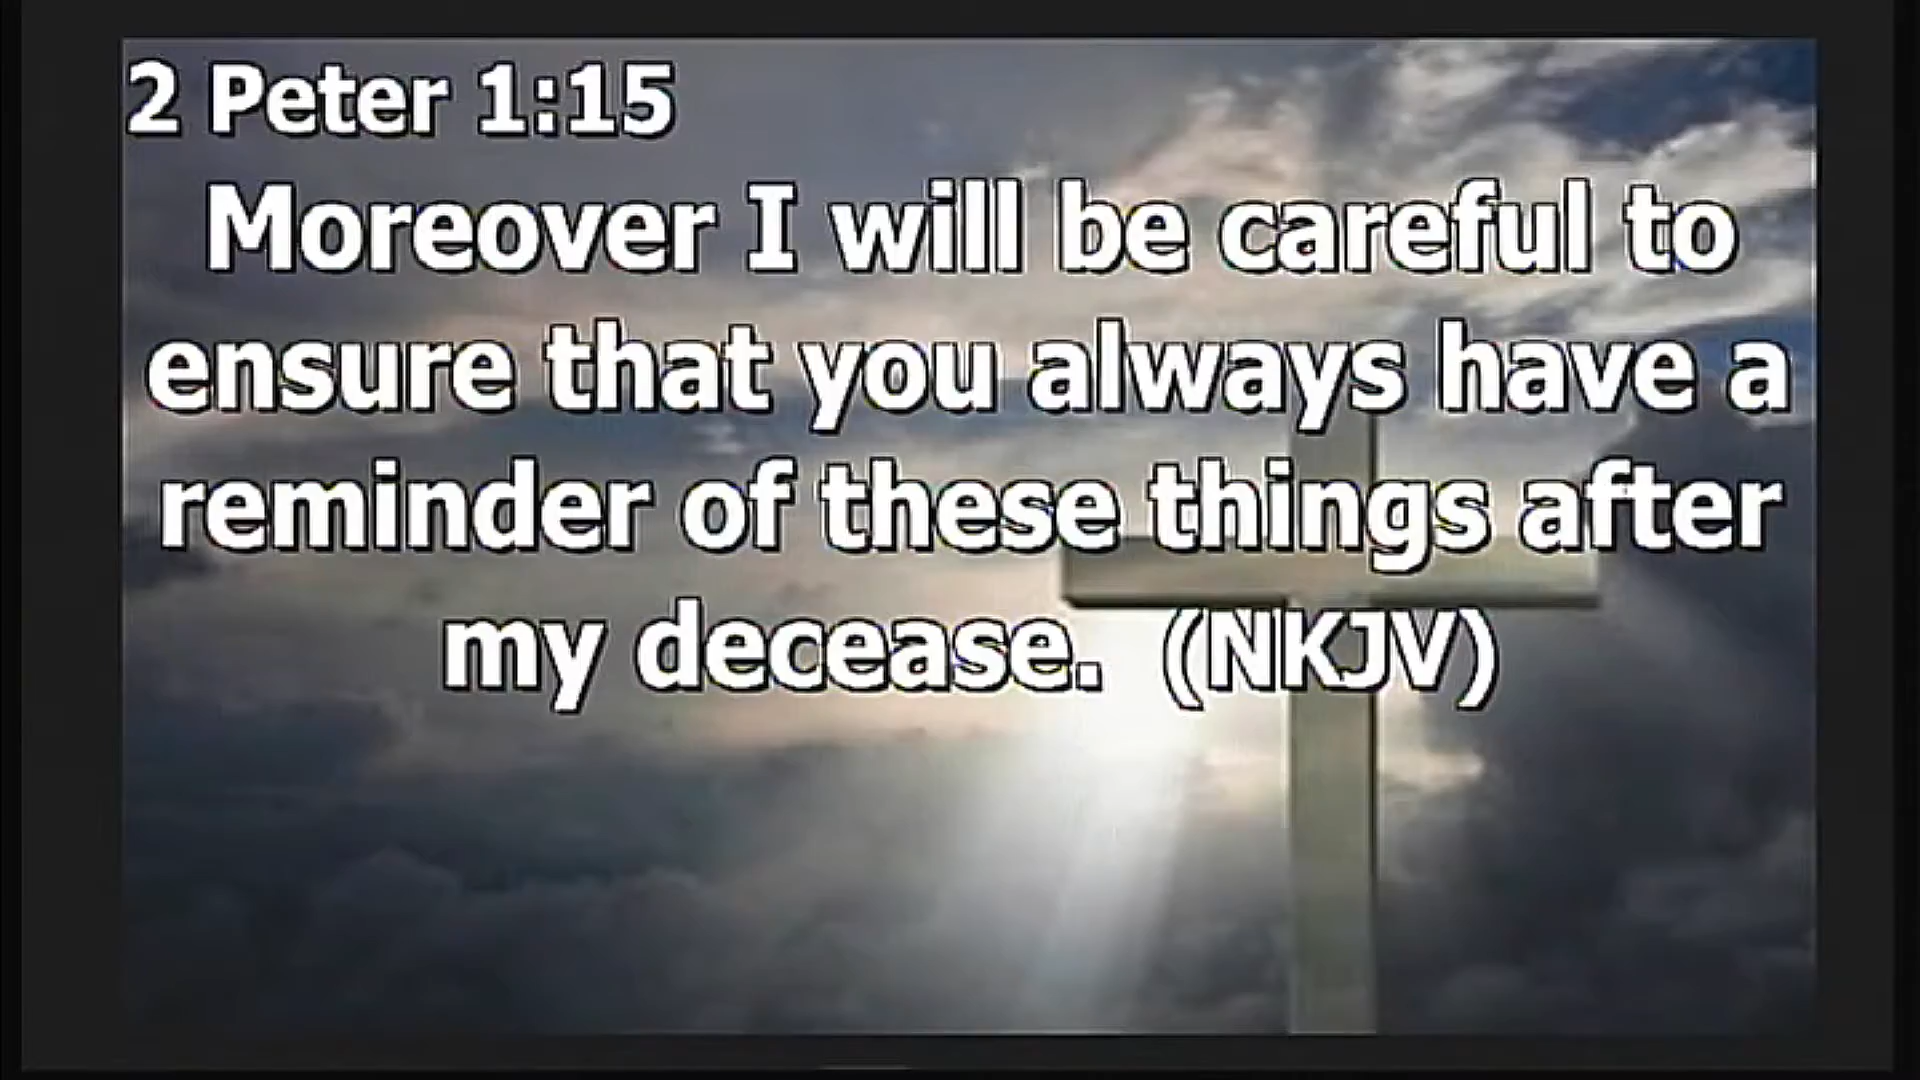 2 Peter 1:15
Moreover I will be careful to
ensure that you always have a
reminder of these things after
my decease. (NKJV)